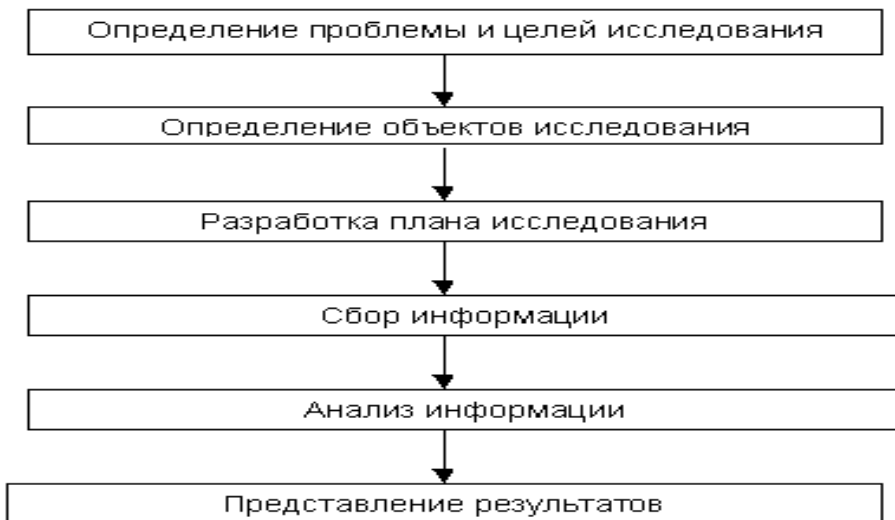 Определение проблемы и целей исследования
Определение объектов исследования
Разработка плана исследования
Сбор информации
Анализ информации
Представление результатов